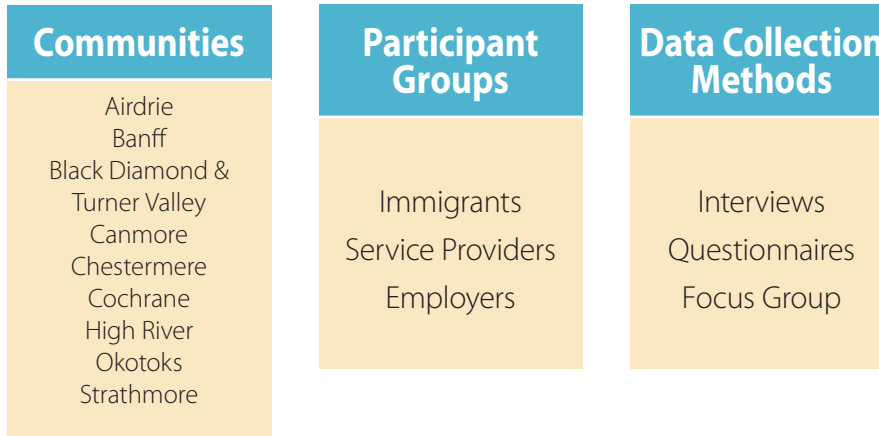 Communities
Airdrie
Banff
Black Diamond &
Turner Valley
Canmore
Chestermere
Cochrane
High River
Okotoks
Strathmore
Participant
Groups
Immigrants
Service Providers
Employers
Data Collection
Methods
Interviews
Questionnaires
Focus Group